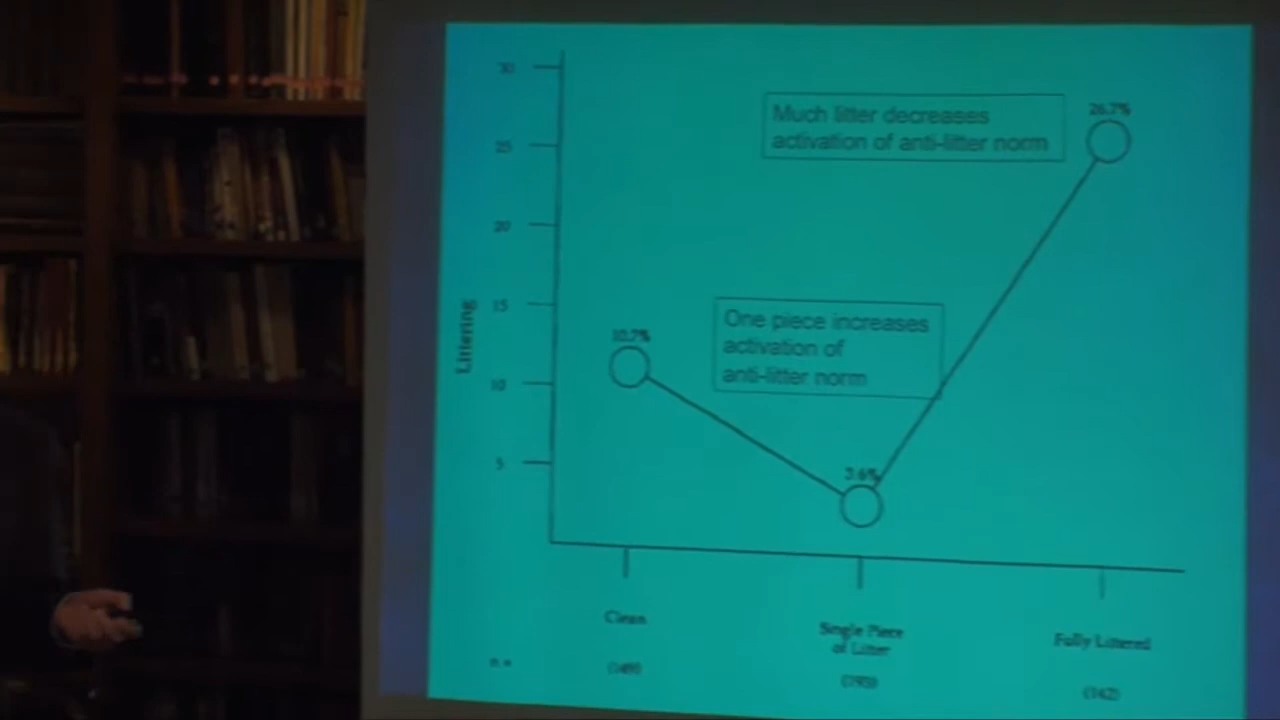 30
Much litter decreases
activation of anti-litter norm
26.7%
25
20
15
Littering
One piece increases
activation of
anti-litter norm
10.7%
10
3.6%
5
Clean
Single Piece
of Litter
Fully Littered
n =
(142)